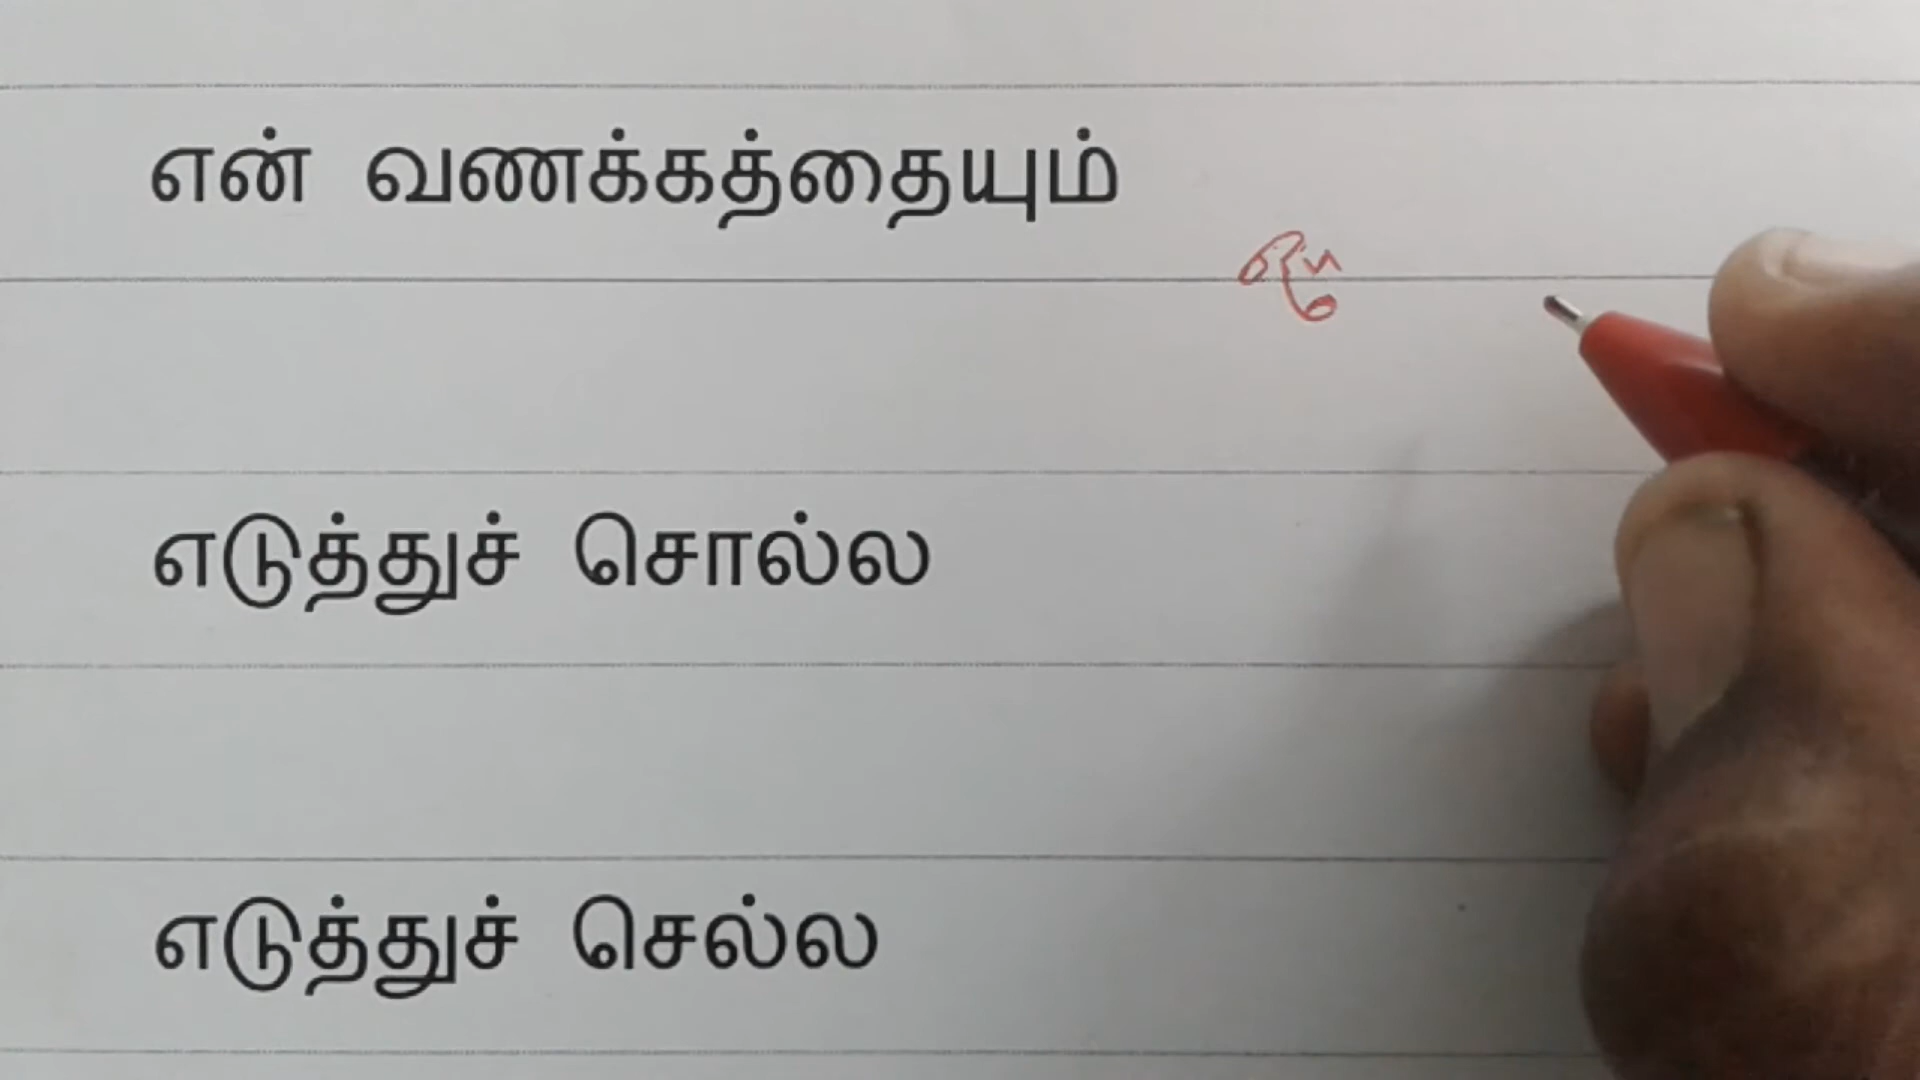 என் வணக்கத்தையும்
எடுத்துச் சொல்ல
எடுத்துச் செல்ல